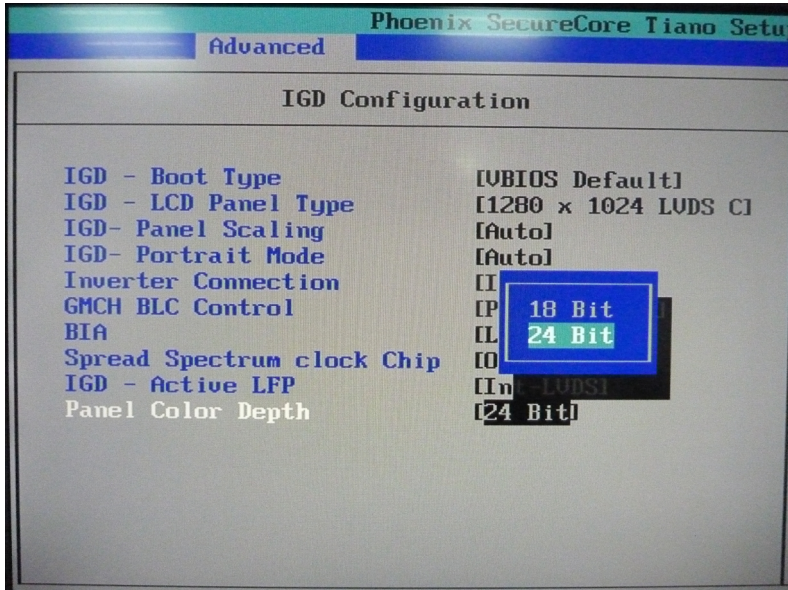 Phoenix SecureCore Tiano Setu
Advanced
IGD Configuration
IGD - Boot Type [VBIOS Default]
IGD - LCD Panel Type [1280 x 1024 LVDS C]
IGD- Panel Scaling [Auto]
IGD- Portrait Mode [Auto]
Inverter Connection [I
GMCH BLC Control [P 18 Bit ]
BIA [L 24 Bit
Spread Spectrum clock Chip [O
IGD - Active LFP [Int-LVDS]
Panel Color Depth [24 Bit]